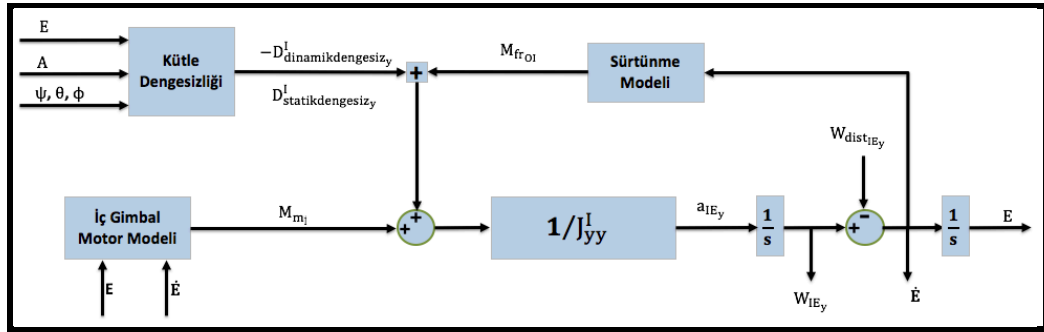 E
A
ψ, θ, ϕ
Kütle
Dengesizliği
−D^I_dinamikdengesiz_y
D^I_statikdengesiz_y
+
M_fr_OI
Sürtünme
Modeli
W_dist_IE_y
İç Gimbal
Motor Modeli
M_m_I
+
+
1/J^I_yy
a_IE_y
1/s
+
−
1/s
E
W_IE_y
Ė
E
Ė